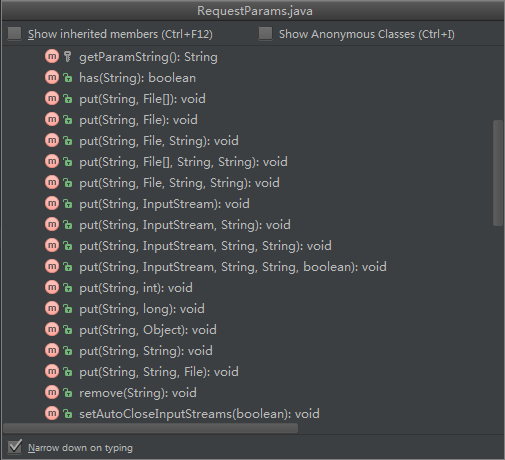 RequestParams.java
Show inherited members (Ctrl+F12) Show Anonymous Classes (Ctrl+I)
m getParamString(): String
m has(String): boolean
m put(String, File[]): void
m put(String, File): void
m put(String, File, String): void
m put(String, File[], String, String): void
m put(String, File, String, String): void
m put(String, InputStream): void
m put(String, InputStream, String): void
m put(String, InputStream, String, String): void
m put(String, InputStream, String, String, boolean): void
m put(String, int): void
m put(String, long): void
m put(String, Object): void
m put(String, String): void
m put(String, String, File): void
m remove(String): void
m setAutoCloseInputStreams(boolean): void
Narrow down on typing